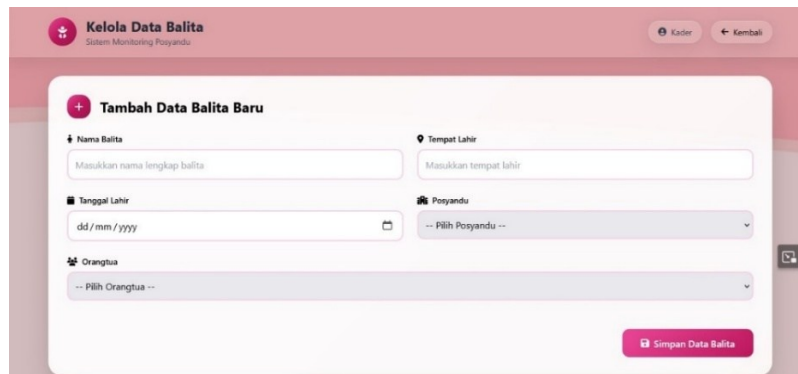 Kelola Data Balita
Sistem Monitoring Posyandu
Kader
Kembali
Tambah Data Balita Baru
Nama Balita
Tempat Lahir
Masukkan nama lengkap balita
Masukkan tempat lahir
Tanggal Lahir
Posyandu
dd/mm/yyyy
-- Pilih Posyandu --
Orangtua
-- Pilih Orangtua --
Simpan Data Balita